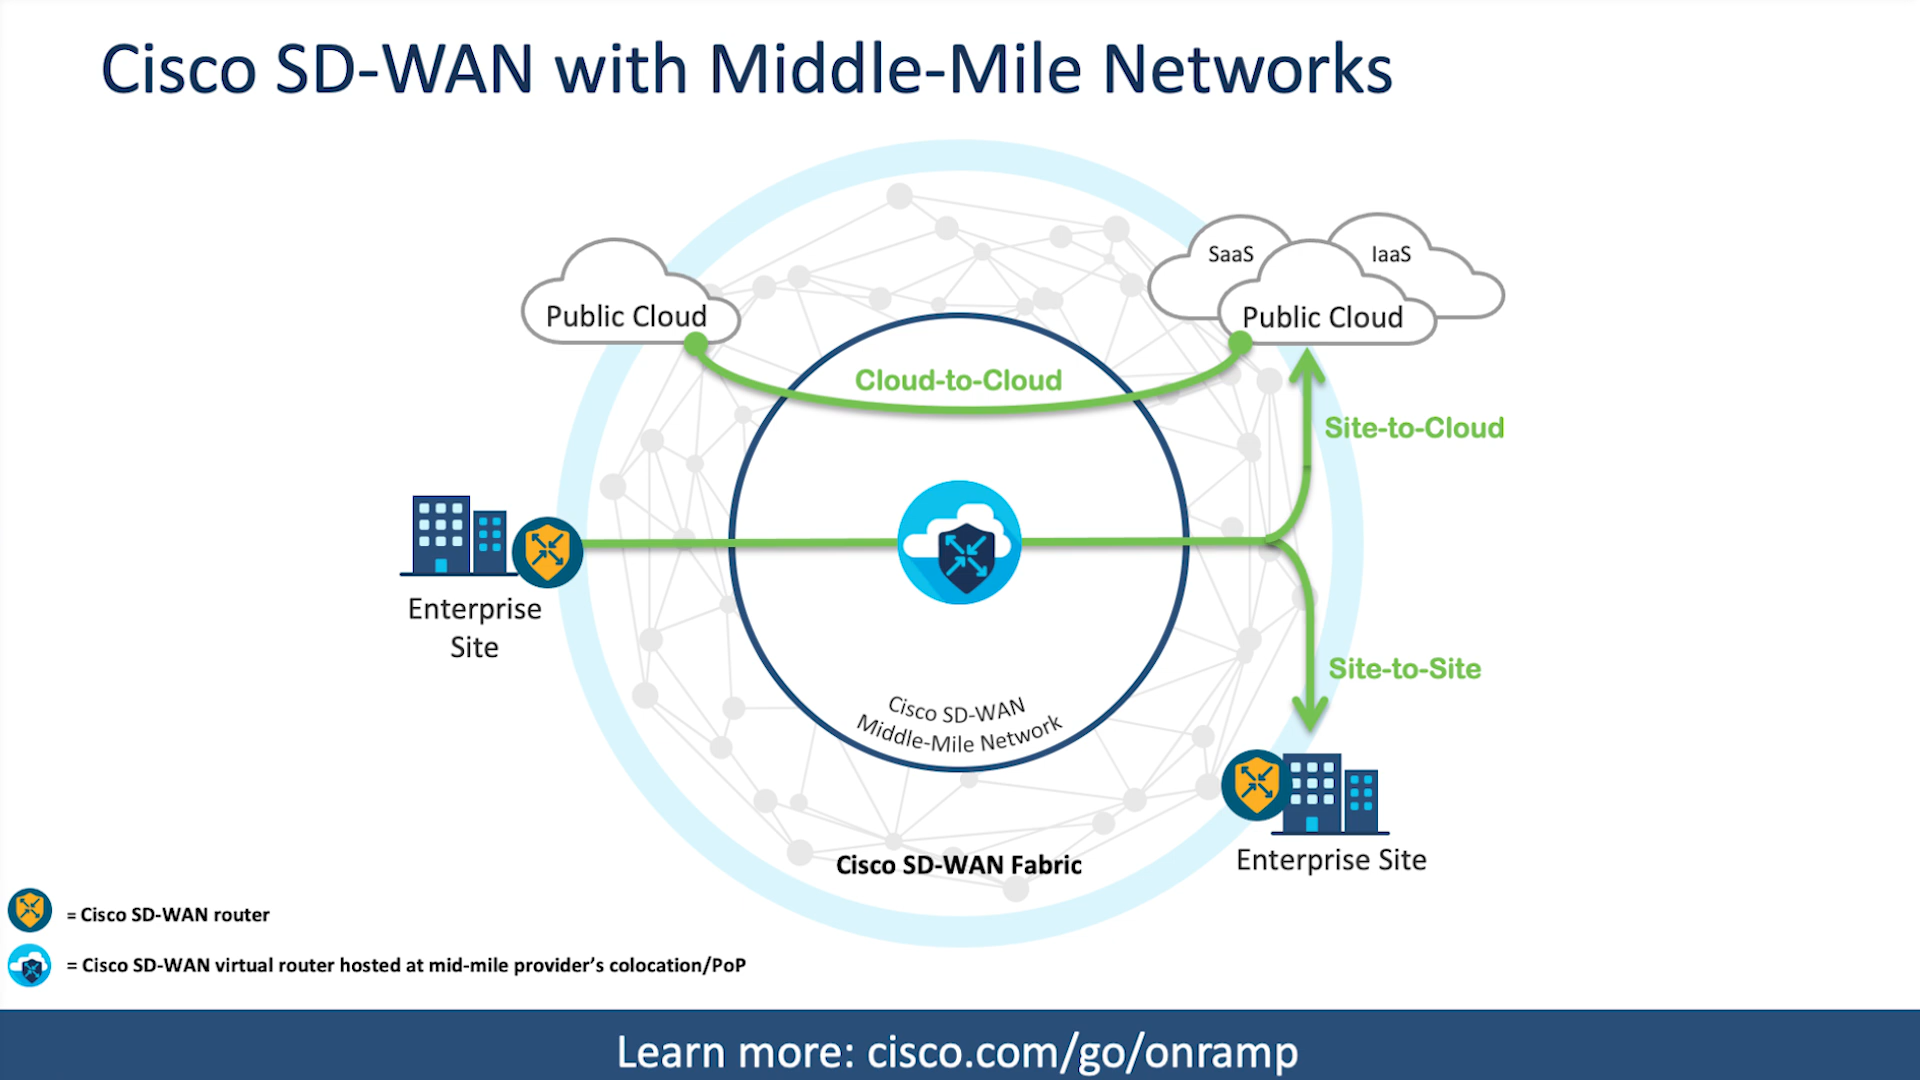 Cisco SD-WAN with Middle-Mile Networks
SaaS
IaaS
Public Cloud
Public Cloud
Cloud-to-Cloud
Site-to-Cloud
Enterprise
Site
Site-to-Site
Cisco SD-WAN
Middle-Mile Network
Cisco SD-WAN Fabric
Enterprise Site
= Cisco SD-WAN router
= Cisco SD-WAN virtual router hosted at mid-mile provider’s colocation/PoP
Learn more: cisco.com/go/onramp